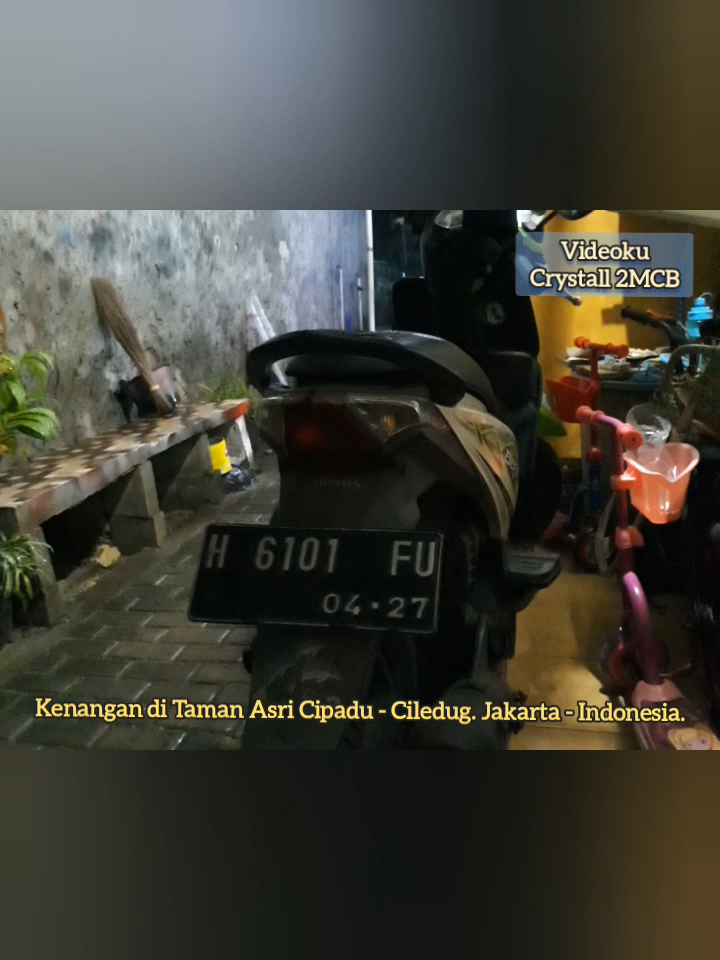 Videoku
Crystall 2MCB
HONDA
H 6101 FU
04·27
Kenangan di Taman Asri Cipadu - Ciledug. Jakarta - Indonesia.